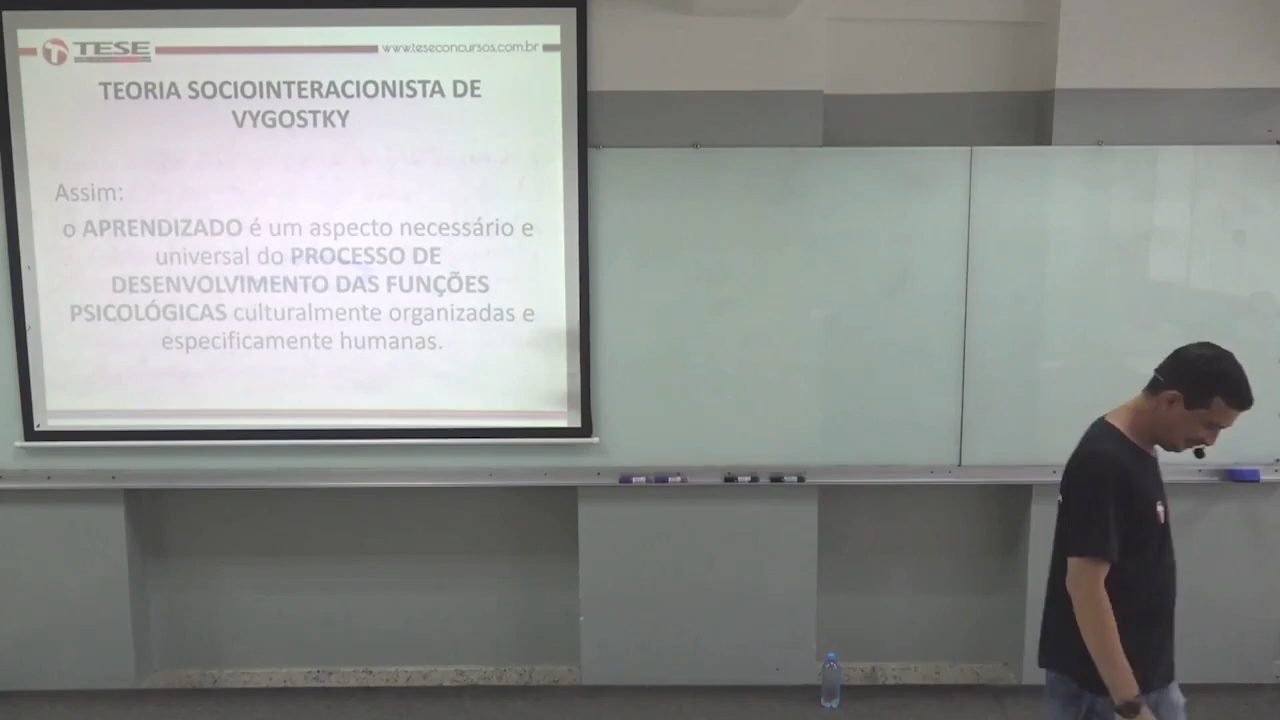 TESE
www.teseconcursos.com.br
TEORIA SOCIOINTERACIONISTA DE
VYGOSTKY
Assim:
o APRENDIZADO é um aspecto necessário e
universal do PROCESSO DE
DESENVOLVIMENTO DAS FUNÇÕES
PSICOLÓGICAS culturalmente organizadas e
especificamente humanas.